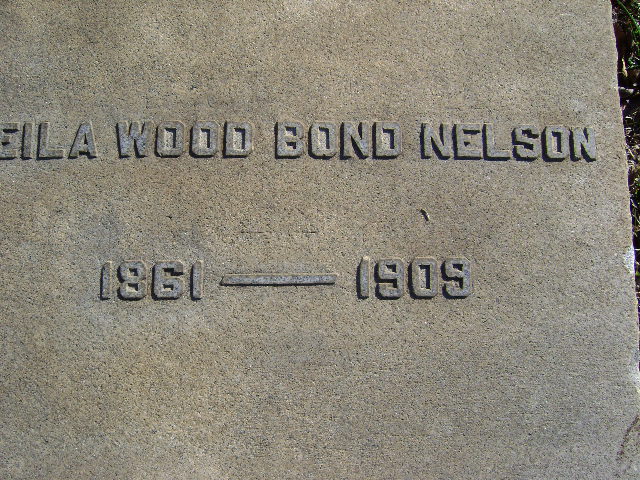 EILA WOOD BOND NELSON
1861 — 1909